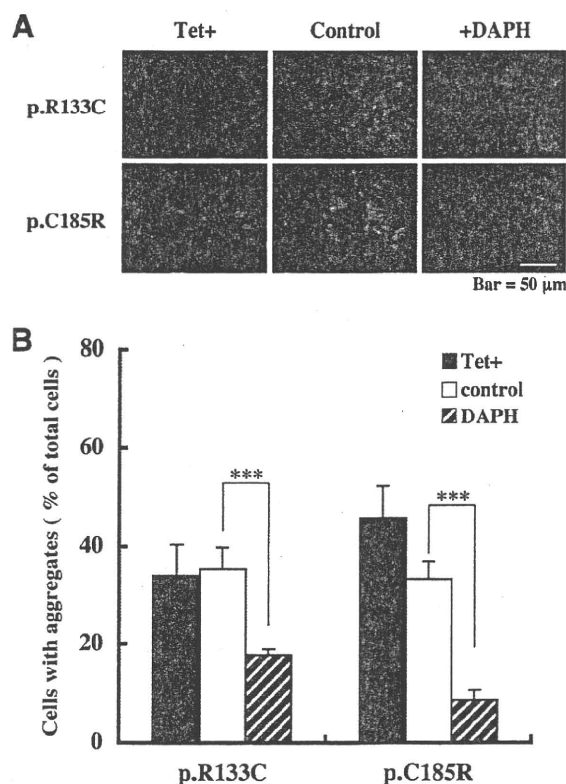 A
Tet+ Control +DAPH
p.R133C
p.C185R
Bar = 50 µm
B
80
60
40
20
0
Cells with aggregates ( % of total cells )
Tet+
control
DAPH
***
***
p.R133C p.C185R